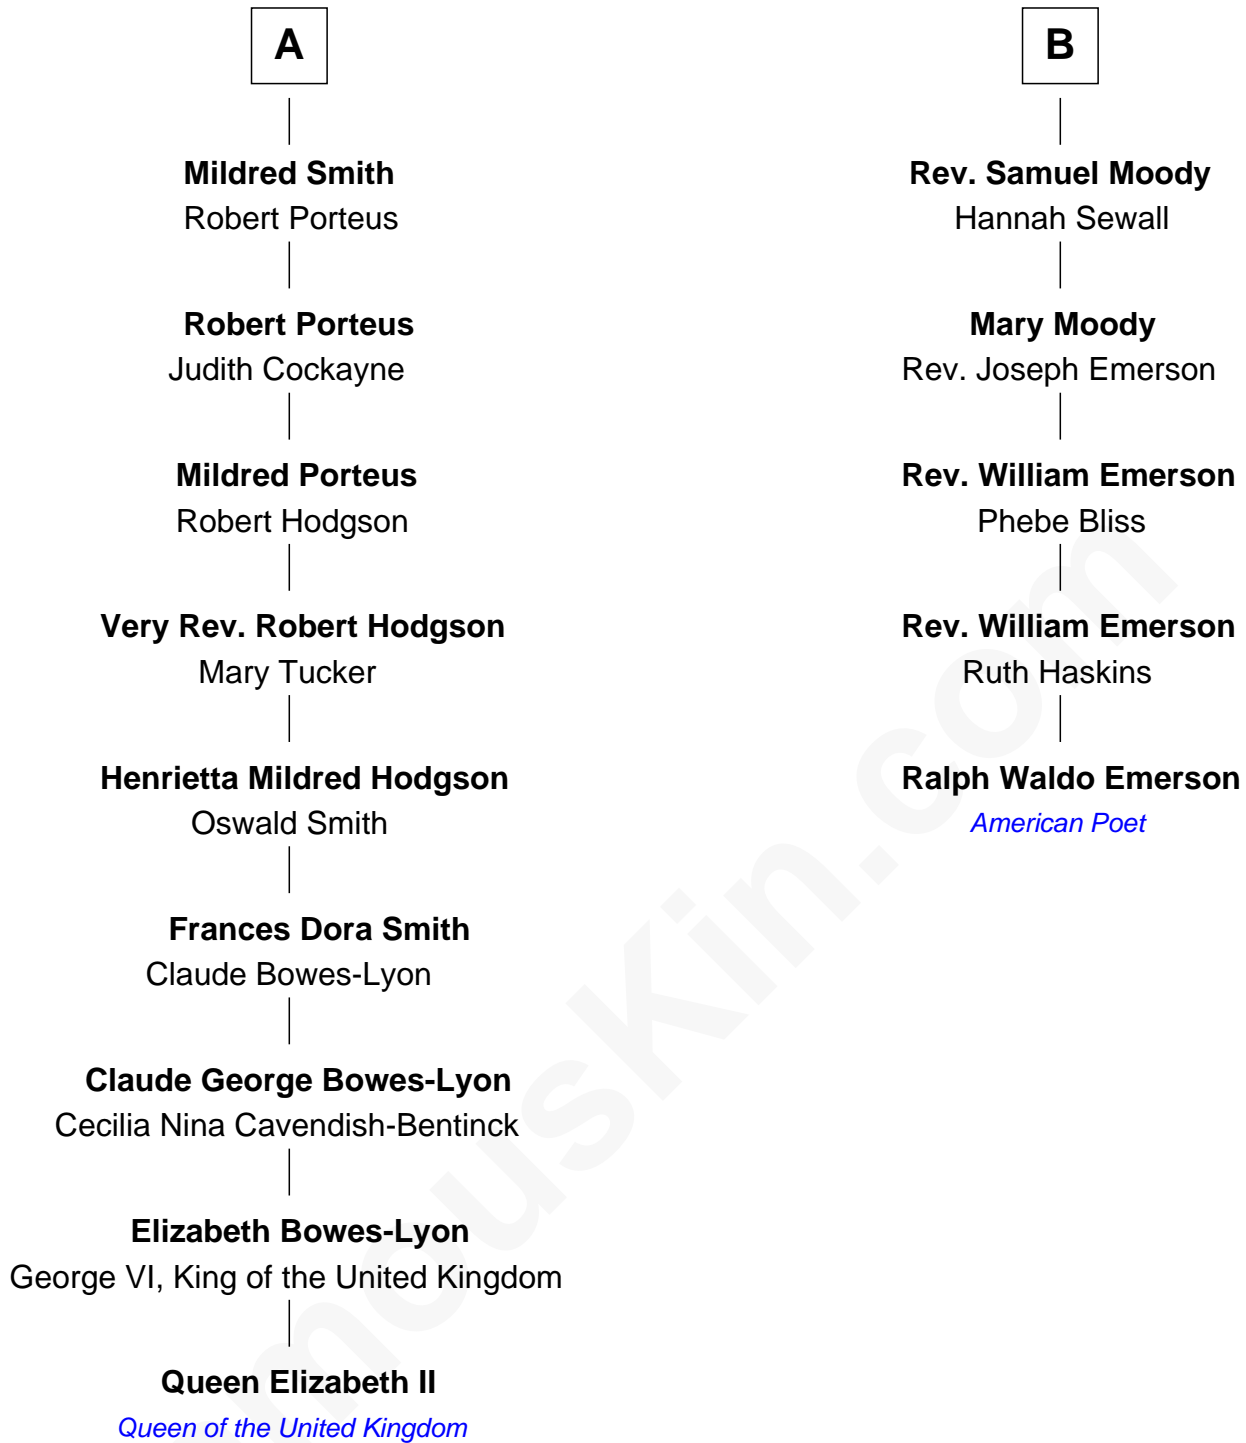 A
Mildred Smith
Robert Porteus
Robert Porteus
Judith Cockayne
Mildred Porteus
Robert Hodgson
Very Rev. Robert Hodgson
Mary Tucker
Henrietta Mildred Hodgson
Oswald Smith
Frances Dora Smith
Claude Bowes-Lyon
Claude George Bowes-Lyon
Cecilia Nina Cavendish-Bentinck
Elizabeth Bowes-Lyon
George VI, King of the United Kingdom
Queen Elizabeth II
Queen of the United Kingdom
B
Rev. Samuel Moody
Hannah Sewall
Mary Moody
Rev. Joseph Emerson
Rev. William Emerson
Phebe Bliss
Rev. William Emerson
Ruth Haskins
Ralph Waldo Emerson
American Poet
mousKin.com